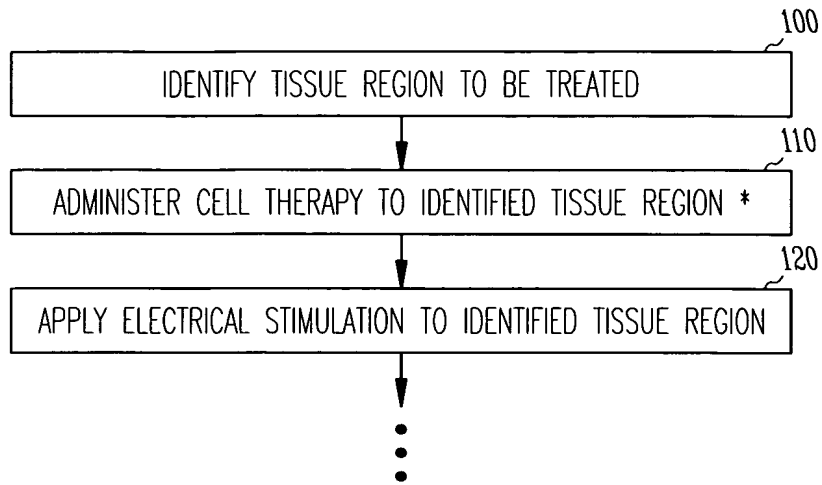 100
IDENTIFY TISSUE REGION TO BE TREATED
110
ADMINISTER CELL THERAPY TO IDENTIFIED TISSUE REGION *
120
APPLY ELECTRICAL STIMULATION TO IDENTIFIED TISSUE REGION